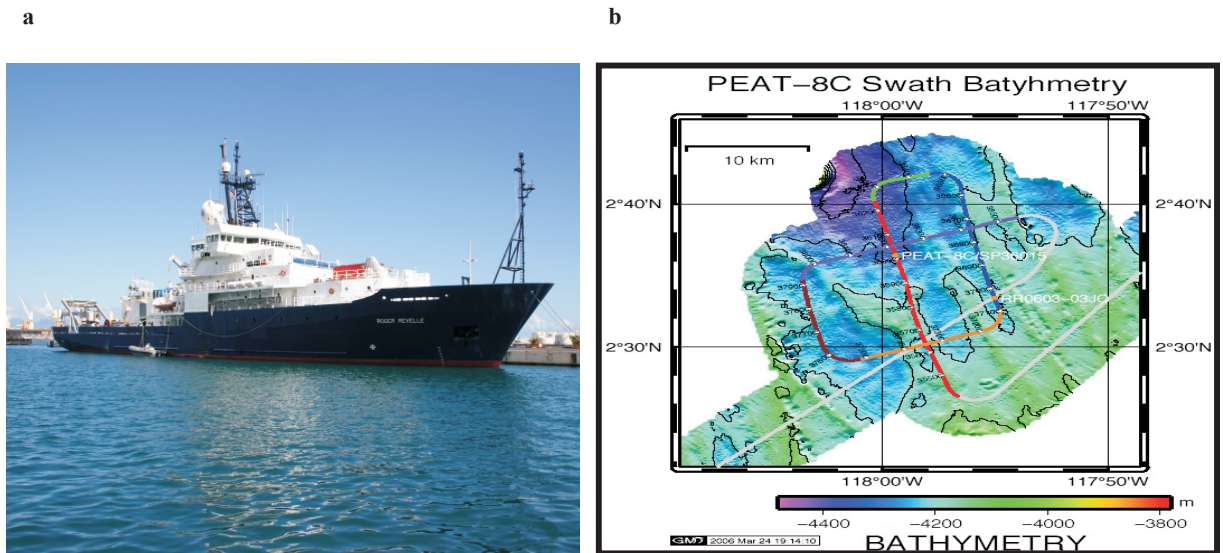 a
b
ROGER REVELLE
PEAT-8C Swath Batyhmetry
118°00'W
117°50'W
10 km
2°40'N
2°40'N
PEAT-8C/SP36015
RR0603-03JC
2°30'N
2°30'N
118°00'W
117°50'W
m
-4400
-4200
-4000
-3800
GMT 2006 Mar 24 19:14:10
BATHYMETRY